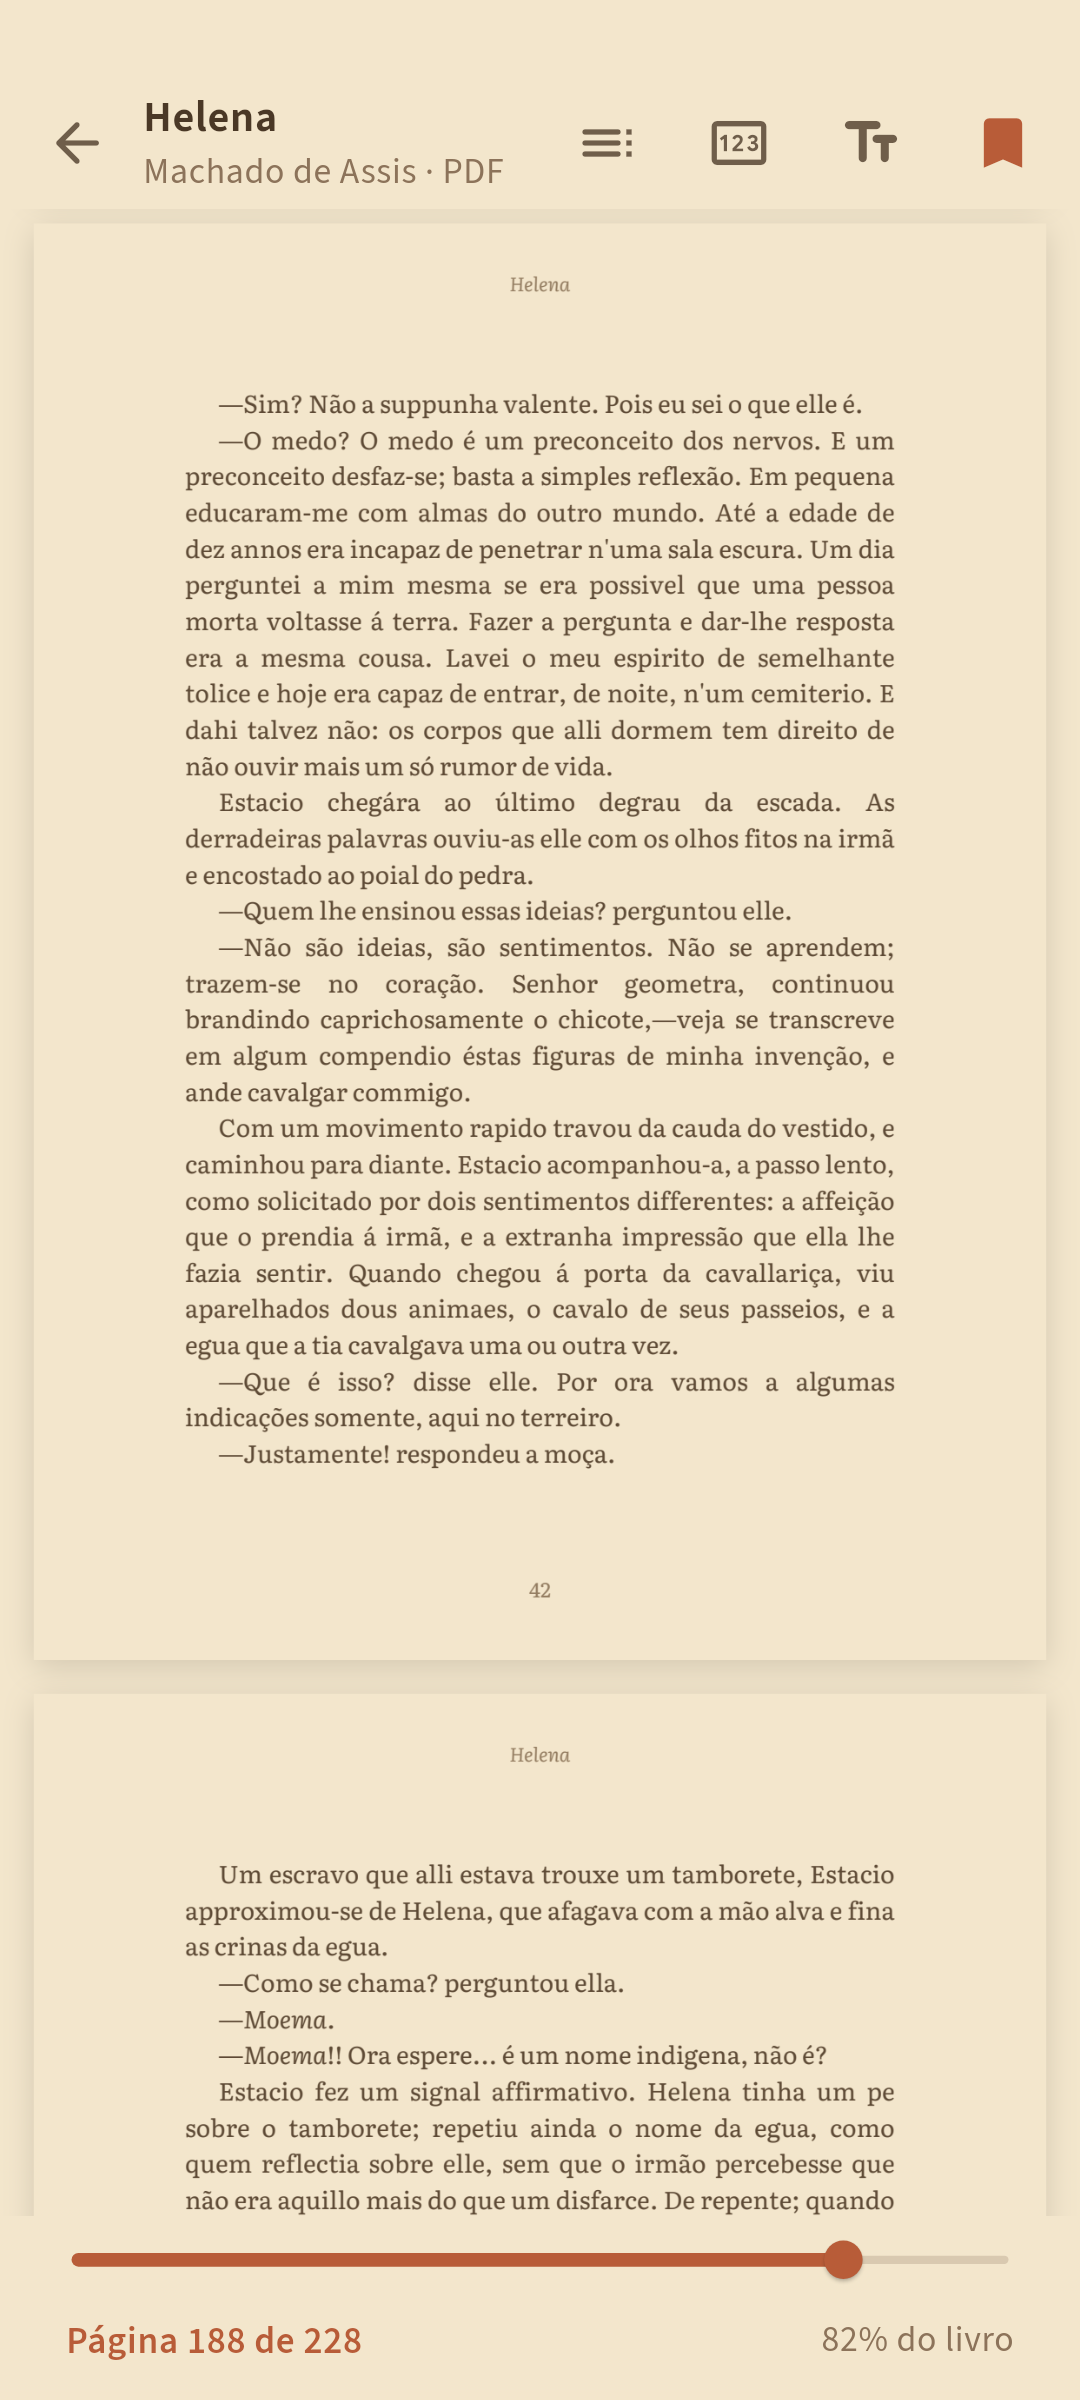 Helena
Machado de Assis · PDF
123
Helena
—Sim? Não a suppunha valente. Pois eu sei o que elle é.
—O medo? O medo é um preconceito dos nervos. E um
preconceito desfaz-se; basta a simples reflexão. Em pequena
educaram-me com almas do outro mundo. Até a edade de
dez annos era incapaz de penetrar n'uma sala escura. Um dia
perguntei a mim mesma se era possivel que uma pessoa
morta voltasse á terra. Fazer a pergunta e dar-lhe resposta
era a mesma cousa. Lavei o meu espirito de semelhante
tolice e hoje era capaz de entrar, de noite, n'um cemiterio. E
dahi talvez não: os corpos que alli dormem tem direito de
não ouvir mais um só rumor de vida.
Estacio chegára ao último degrau da escada. As
derradeiras palavras ouviu-as elle com os olhos fitos na irmã
e encostado ao poial do pedra.
—Quem lhe ensinou essas ideias? perguntou elle.
—Não são ideias, são sentimentos. Não se aprendem;
trazem-se no coração. Senhor geometra, continuou
brandindo caprichosamente o chicote,—veja se transcreve
em algum compendio éstas figuras de minha invenção, e
ande cavalgar commigo.
Com um movimento rapido travou da cauda do vestido, e
caminhou para diante. Estacio acompanhou-a, a passo lento,
como solicitado por dois sentimentos differentes: a affeição
que o prendia á irmã, e a extranha impressão que ella lhe
fazia sentir. Quando chegou á porta da cavallariça, viu
aparelhados dous animaes, o cavalo de seus passeios, e a
egua que a tia cavalgava uma ou outra vez.
—Que é isso? disse elle. Por ora vamos a algumas
indicações somente, aqui no terreiro.
—Justamente! respondeu a moça.
42
Helena
Um escravo que alli estava trouxe um tamborete, Estacio
approximou-se de Helena, que afagava com a mão alva e fina
as crinas da egua.
—Como se chama? perguntou ella.
—Moema.
—Moema!! Ora espere... é um nome indigena, não é?
Estacio fez um signal affirmativo. Helena tinha um pe
sobre o tamborete; repetiu ainda o nome da egua, como
quem reflectia sobre elle, sem que o irmão percebesse que
não era aquillo mais do que um disfarce. De repente; quando
Página 188 de 228
82% do livro